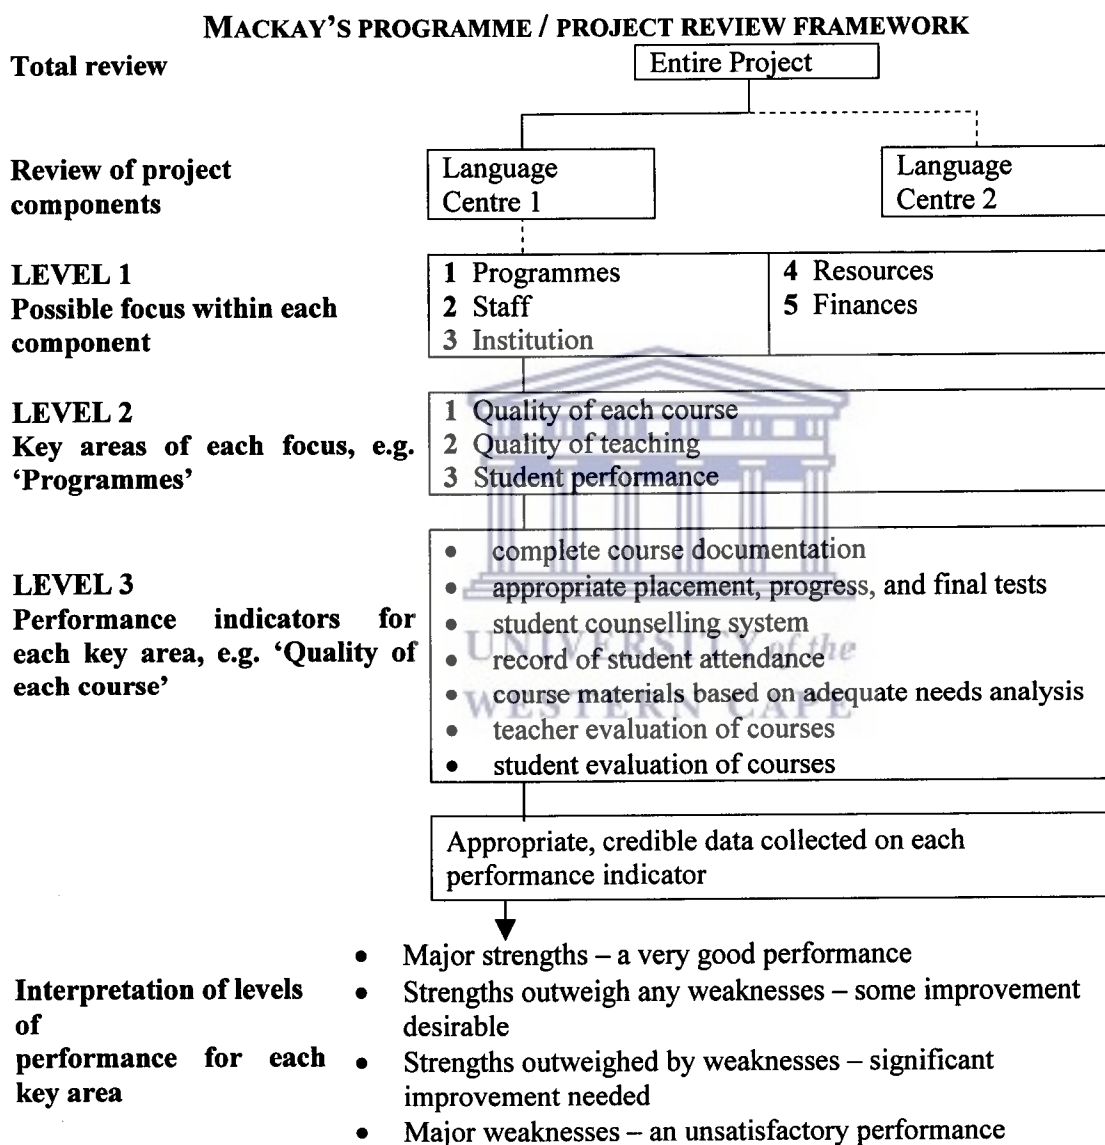 MACKAY'S PROGRAMME / PROJECT REVIEW FRAMEWORK
Total review
Entire Project
Review of project
components
Language
Centre 1
Language
Centre 2
LEVEL 1
Possible focus within each
component
1 Programmes
2 Staff
3 Institution
4 Resources
5 Finances
LEVEL 2
Key areas of each focus, e.g.
'Programmes'
1 Quality of each course
2 Quality of teaching
3 Student performance
LEVEL 3
Performance indicators for
each key area, e.g. 'Quality of
each course'
• complete course documentation
• appropriate placement, progress, and final tests
• student counselling system
• record of student attendance
• course materials based on adequate needs analysis
• teacher evaluation of courses
• student evaluation of courses
UNIVERSITY of the
WESTERN CAPE
Appropriate, credible data collected on each
performance indicator
Interpretation of levels
of
performance for each
key area
• Major strengths – a very good performance
• Strengths outweigh any weaknesses – some improvement
desirable
• Strengths outweighed by weaknesses – significant
improvement needed
• Major weaknesses – an unsatisfactory performance